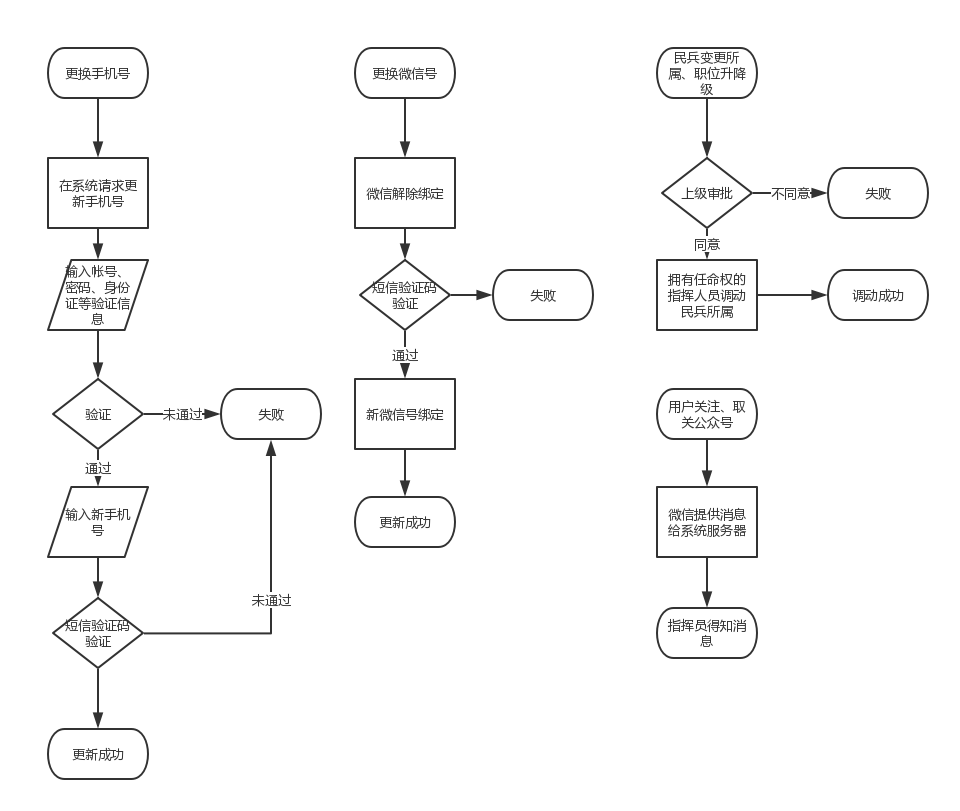 更换手机号
在系统请求更
新手机号
输入帐号、
密码、身份
证等验证信
息
验证
未通过
失败
通过
输入新手机
号
短信验证码
验证
未通过
更新成功
更换微信号
微信解除绑定
短信验证码
验证
失败
通过
新微信号绑定
更新成功
民兵变更所
属、职位升降
级
上级审批
不同意
失败
同意
拥有任命权的
指挥人员调动
民兵所属
调动成功
用户关注、取
关公众号
微信提供消息
给系统服务器
指挥员得知消
息